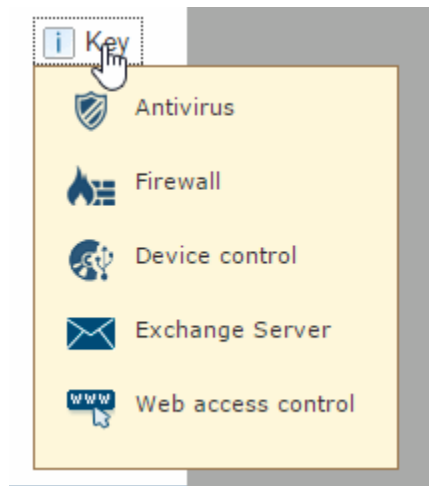 i Key
Antivirus
Firewall
Device control
Exchange Server
Web access control